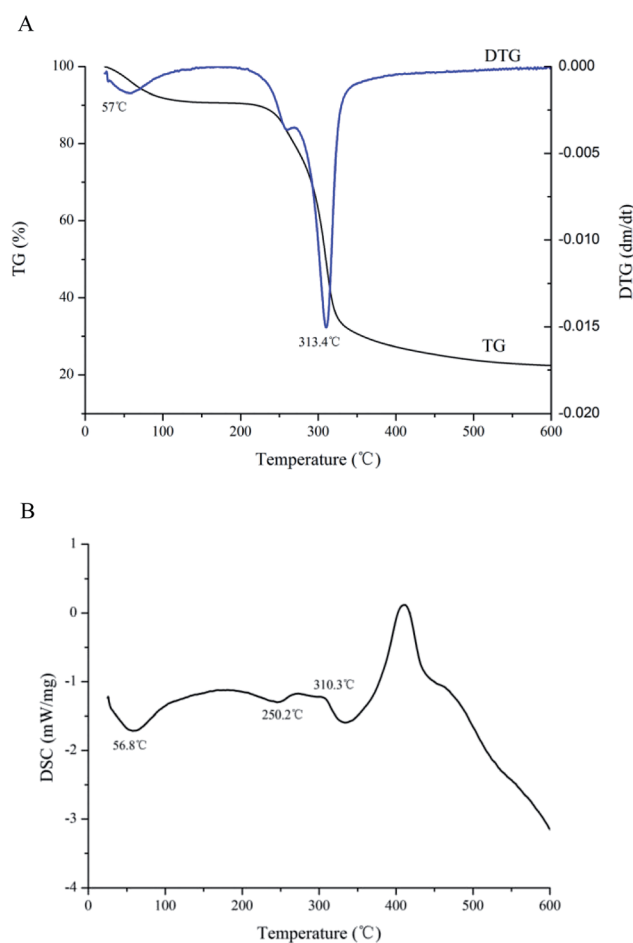 A
100
80
60
40
20
TG (%)
0.000
-0.005
-0.010
-0.015
-0.020
DTG (dm/dt)
DTG
57℃
313.4℃
TG
0 100 200 300 400 500 600
Temperature (℃)
B
1
0
-1
-2
-3
-4
DSC (mW/mg)
56.8℃
250.2℃
310.3℃
0 100 200 300 400 500 600
Temperature (℃)